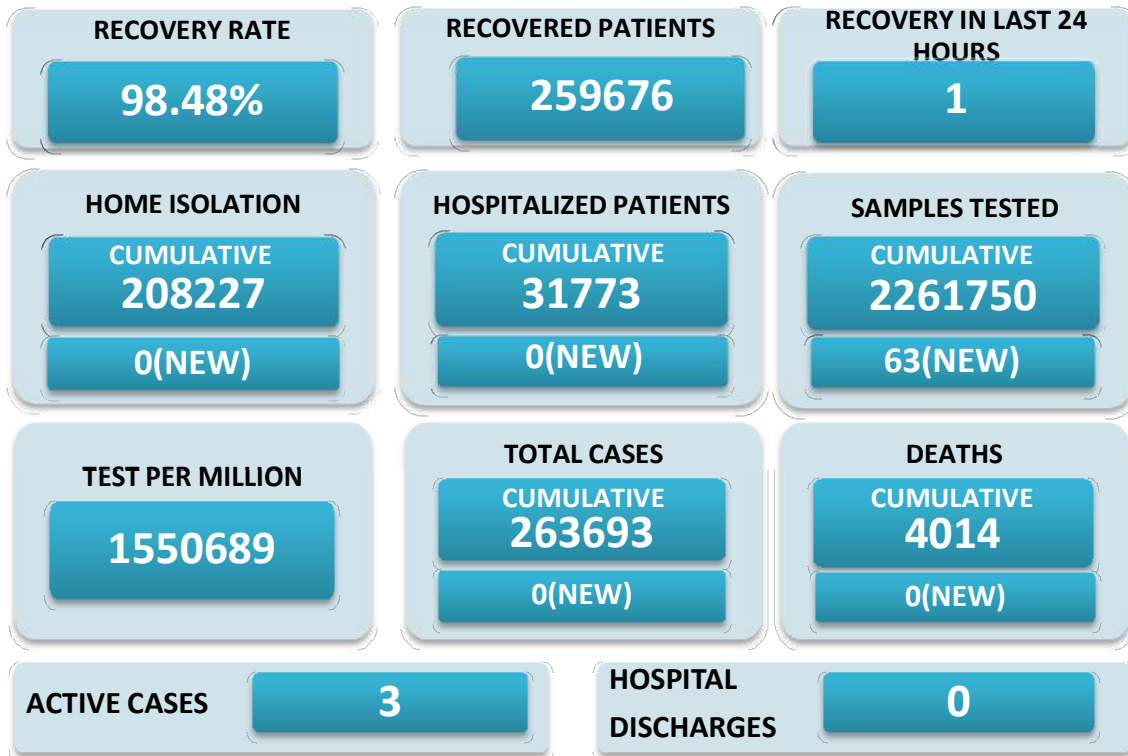 RECOVERY RATE
98.48%
RECOVERED PATIENTS
259676
RECOVERY IN LAST 24
HOURS
1
HOME ISOLATION
CUMULATIVE
208227
0(NEW)
HOSPITALIZED PATIENTS
CUMULATIVE
31773
0(NEW)
SAMPLES TESTED
CUMULATIVE
2261750
63(NEW)
TEST PER MILLION
1550689
TOTAL CASES
CUMULATIVE
263693
0(NEW)
DEATHS
CUMULATIVE
4014
0(NEW)
ACTIVE CASES
3
HOSPITAL
DISCHARGES
0